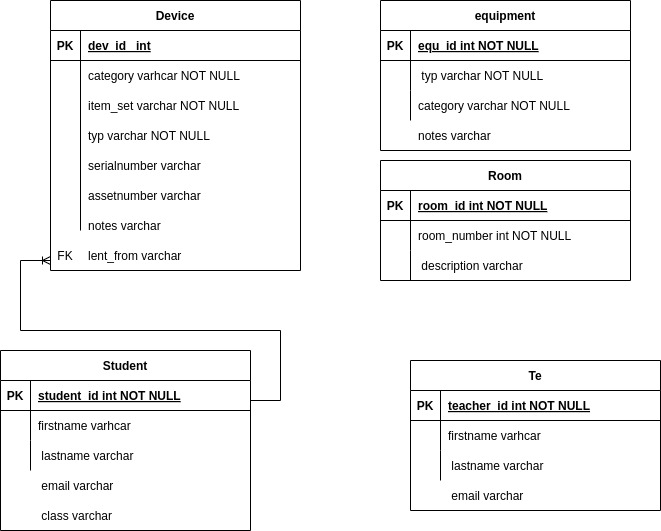 Device
PK dev_id_ int
category varhcar NOT NULL
item_set varchar NOT NULL
typ varchar NOT NULL
serialnumber varchar
assetnumber varchar
notes varchar
FK lent_from varchar
equipment
PK equ_id int NOT NULL
typ varchar NOT NULL
category varchar NOT NULL
notes varchar
Room
PK room_id int NOT NULL
room_number int NOT NULL
description varchar
Student
PK student_id int NOT NULL
firstname varhcar
lastname varchar
email varchar
class varchar
Te
PK teacher_id int NOT NULL
firstname varhcar
lastname varchar
email varchar